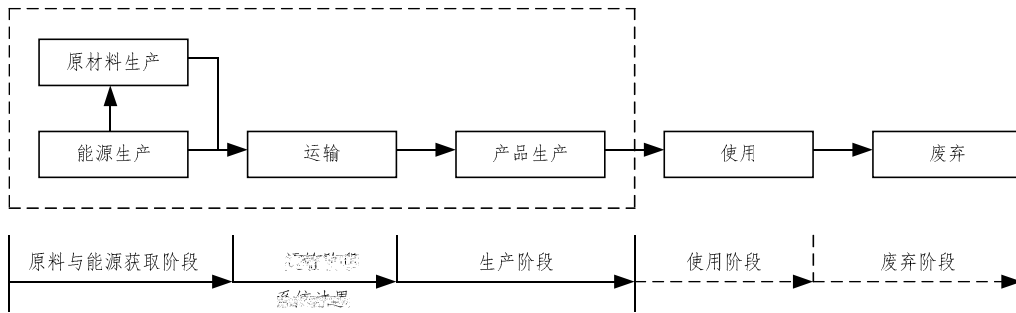 原材料生产
能源生产
运输
产品生产
使用
废弃
原料与能源获取阶段
生产阶段
使用阶段
废弃阶段